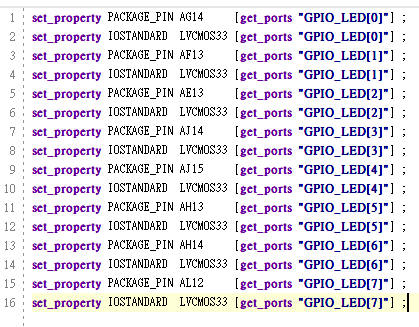 1 set_property PACKAGE_PIN AG14 [get_ports "GPIO_LED[0]"] ;
2 set_property IOSTANDARD LVCMOS33 [get_ports "GPIO_LED[0]"] ;
3 set_property PACKAGE_PIN AF13 [get_ports "GPIO_LED[1]"] ;
4 set_property IOSTANDARD LVCMOS33 [get_ports "GPIO_LED[1]"] ;
5 set_property PACKAGE_PIN AE13 [get_ports "GPIO_LED[2]"] ;
6 set_property IOSTANDARD LVCMOS33 [get_ports "GPIO_LED[2]"] ;
7 set_property PACKAGE_PIN AJ14 [get_ports "GPIO_LED[3]"] ;
8 set_property IOSTANDARD LVCMOS33 [get_ports "GPIO_LED[3]"] ;
9 set_property PACKAGE_PIN AJ15 [get_ports "GPIO_LED[4]"] ;
10 set_property IOSTANDARD LVCMOS33 [get_ports "GPIO_LED[4]"] ;
11 set_property PACKAGE_PIN AH13 [get_ports "GPIO_LED[5]"] ;
12 set_property IOSTANDARD LVCMOS33 [get_ports "GPIO_LED[5]"] ;
13 set_property PACKAGE_PIN AH14 [get_ports "GPIO_LED[6]"] ;
14 set_property IOSTANDARD LVCMOS33 [get_ports "GPIO_LED[6]"] ;
15 set_property PACKAGE_PIN AL12 [get_ports "GPIO_LED[7]"] ;
16 set_property IOSTANDARD LVCMOS33 [get_ports "GPIO_LED[7]"] ;